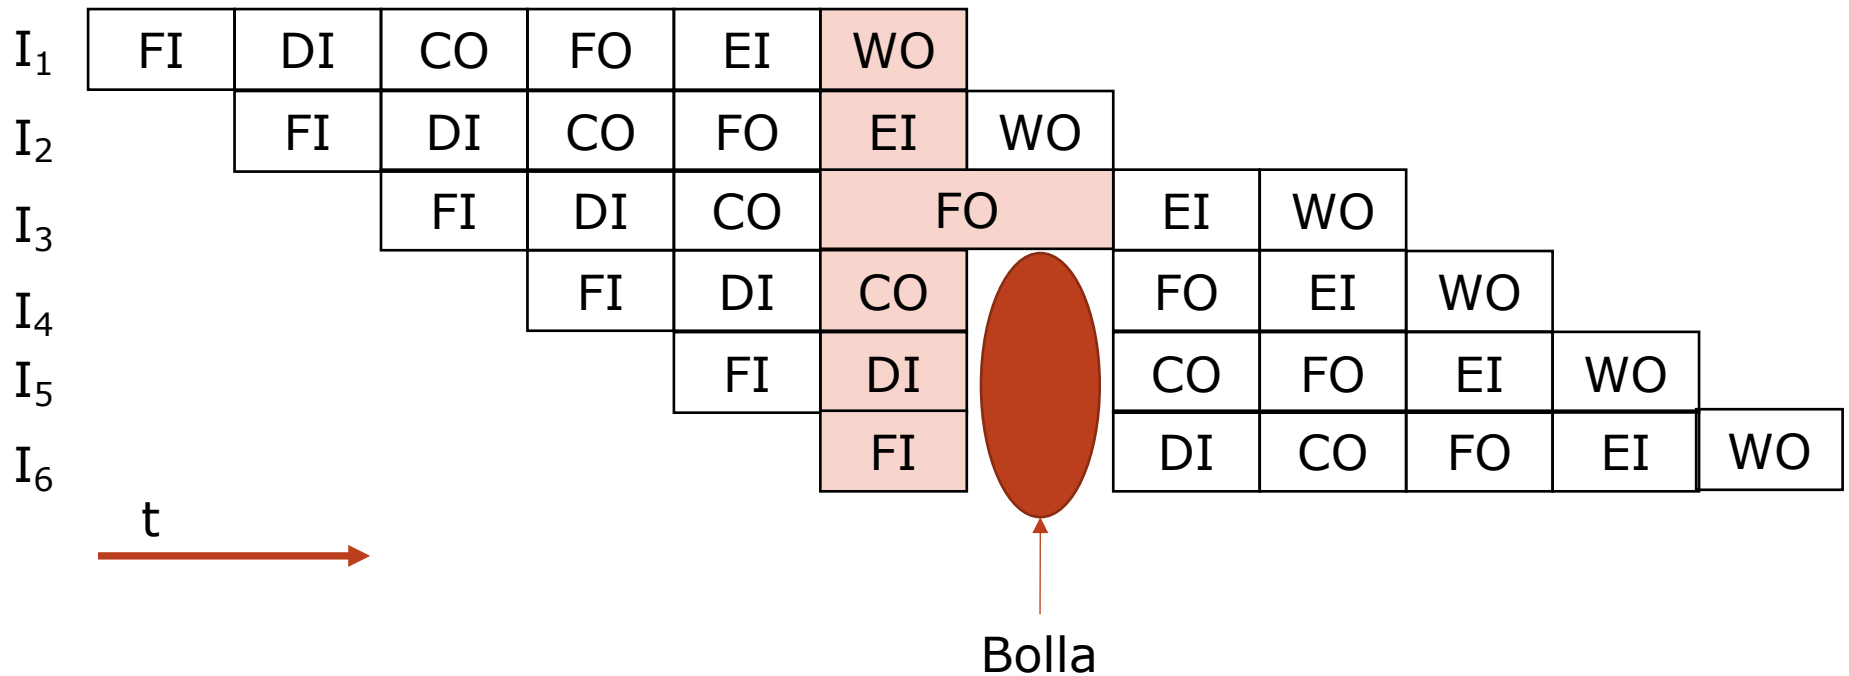 I₁ FI DI CO FO EI WO
I₂ FI DI CO FO EI WO
I₃ FI DI CO FO EI WO
I₄ FI DI CO FO EI WO
I₅ FI DI CO FO EI WO
I₆ FI DI CO FO EI WO
t
Bolla